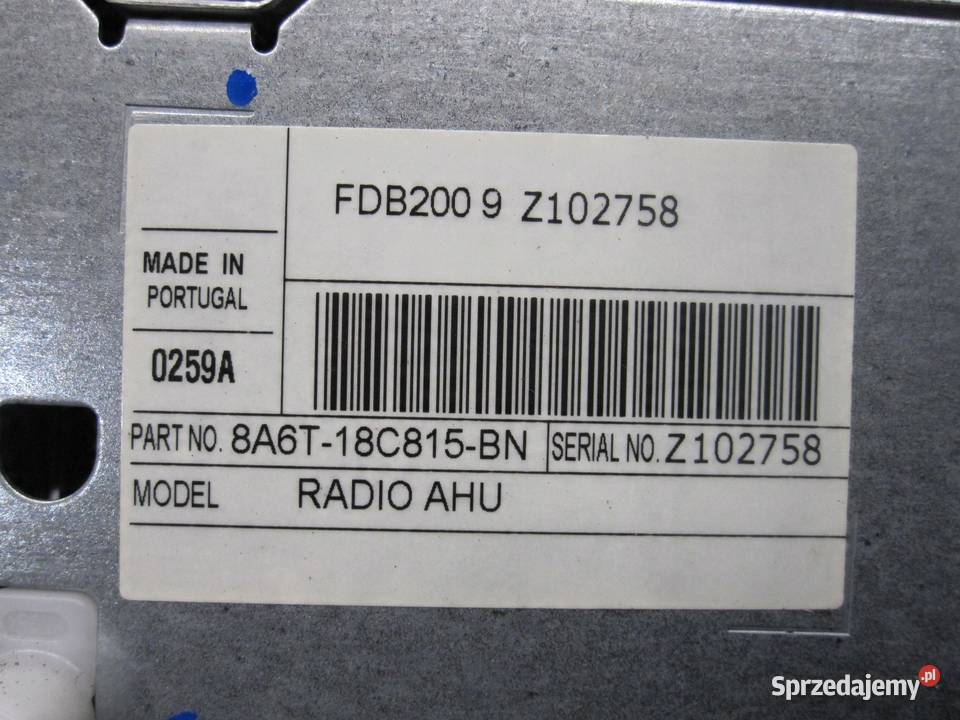 FDB200 9 Z102758
MADE IN
PORTUGAL
0259A
PART NO. 8A6T-18C815-BN SERIAL NO. Z102758
MODEL RADIO AHU
Sprzedajemy.pl